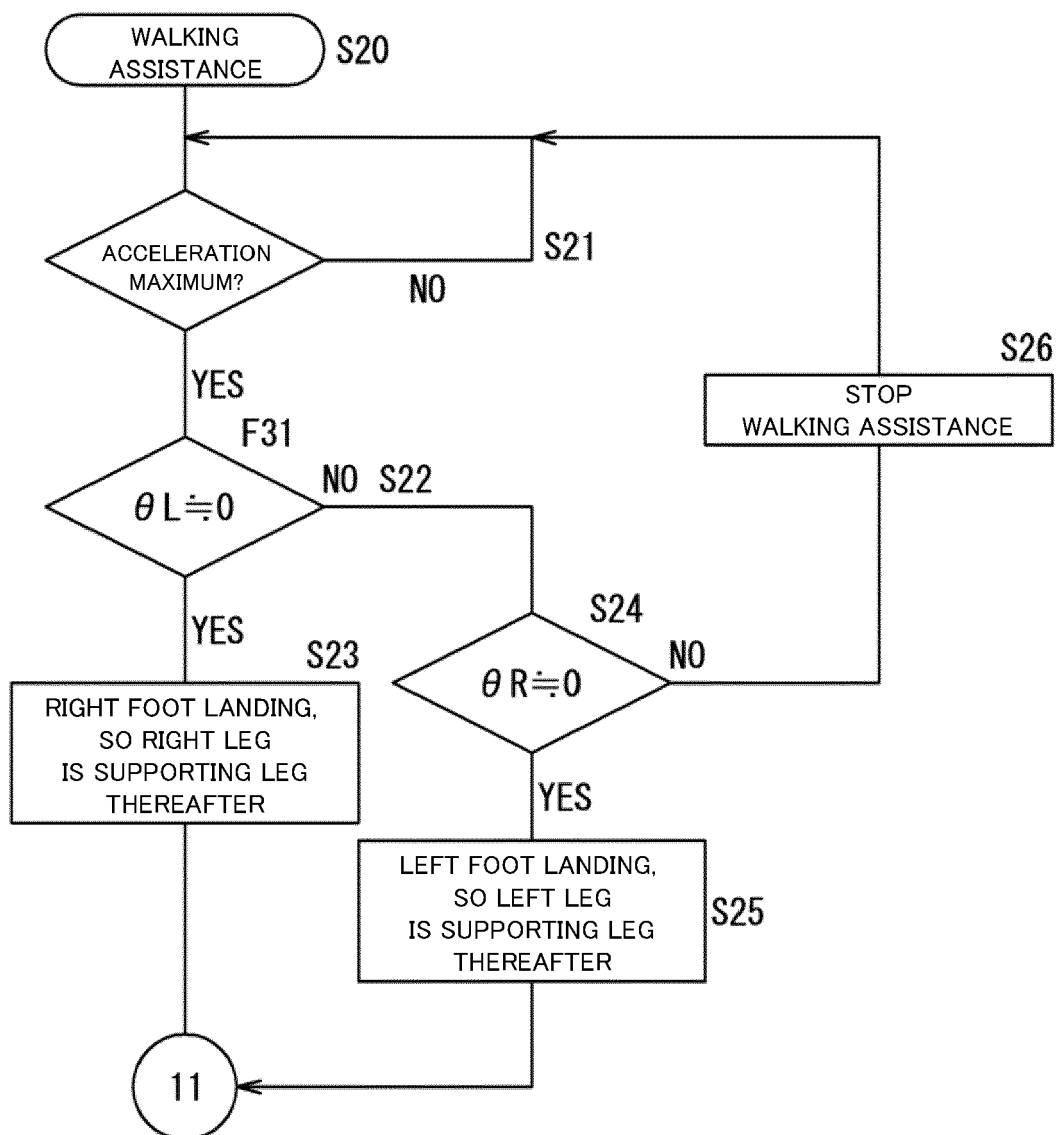 WALKING
ASSISTANCE
S20
ACCELERATION
MAXIMUM?
S21
NO
YES
S26
STOP
WALKING ASSISTANCE
F31
θL≒0
NO S22
YES
S24
θR≒0
NO
S23
RIGHT FOOT LANDING,
SO RIGHT LEG
IS SUPPORTING LEG
THEREAFTER
YES
LEFT FOOT LANDING,
SO LEFT LEG
IS SUPPORTING LEG
THEREAFTER
S25
11